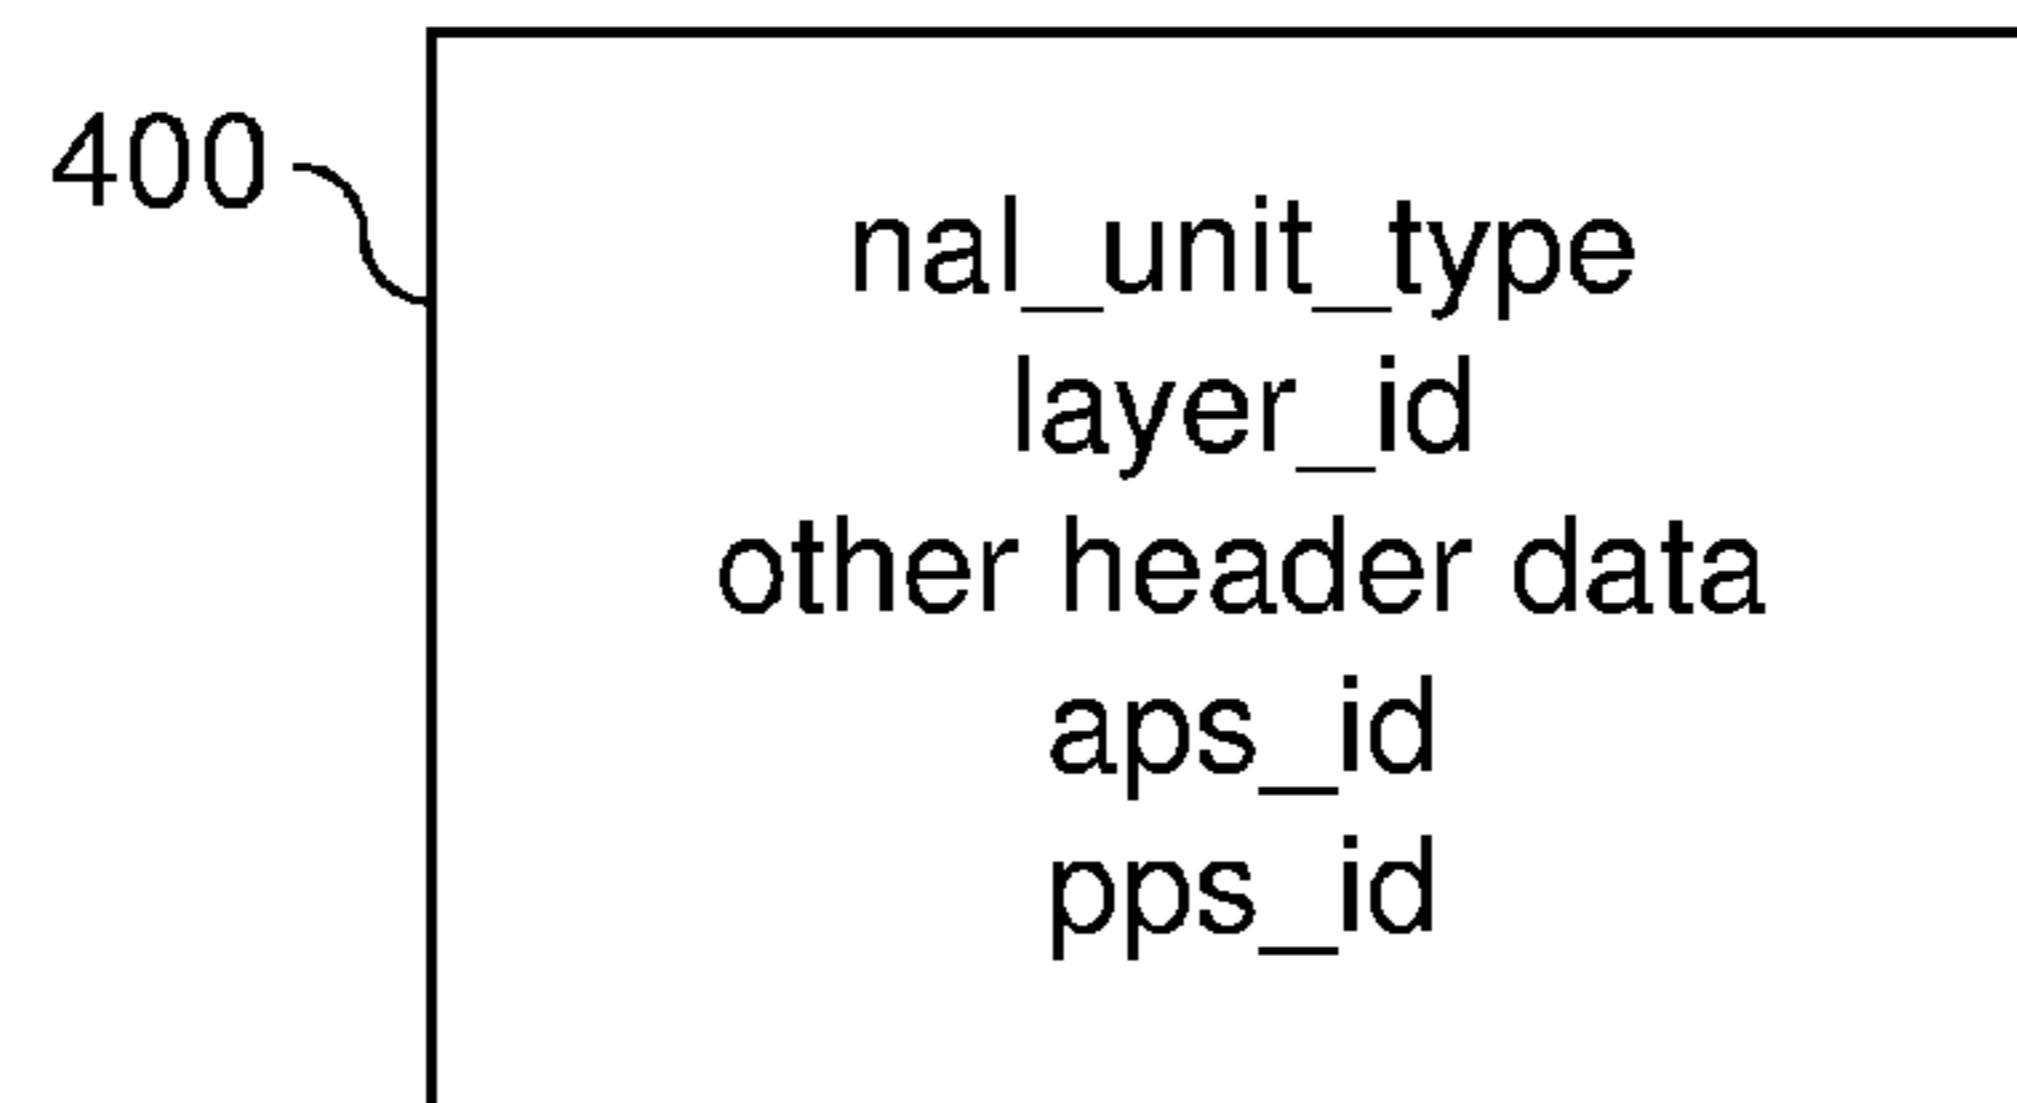 400
nal_unit_type
layer_id
other header data
aps_id
pps_id